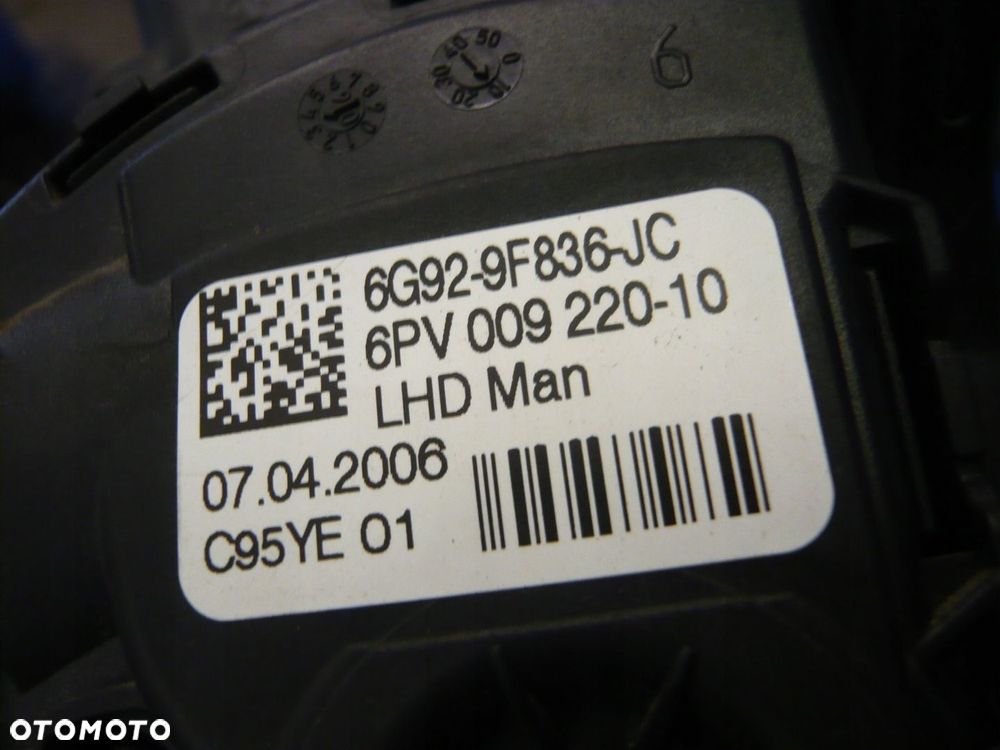 6
6G92-9F836-JC
6PV 009 220-10
LHD Man
07.04.2006
C95YE 01
OTOMOTO